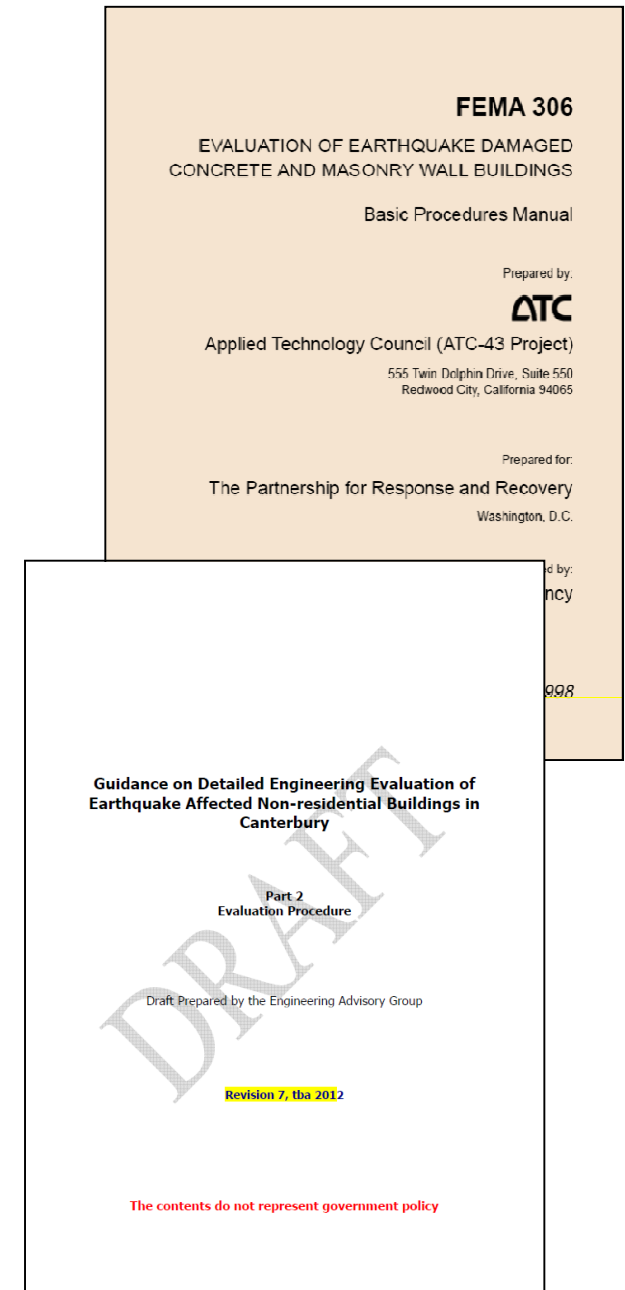 FEMA 306
EVALUATION OF EARTHQUAKE DAMAGED
CONCRETE AND MASONRY WALL BUILDINGS
Basic Procedures Manual
Prepared by:
ATC
Applied Technology Council (ATC-43 Project)
555 Twin Dolphin Drive, Suite 550
Redwood City, California 94065
Prepared for:
The Partnership for Response and Recovery
Washington, D.C.
by:
Guidance on Detailed Engineering Evaluation of
Earthquake Affected Non-residential Buildings in
Canterbury
Part 2
Evaluation Procedure
DRAFT
Draft Prepared by the Engineering Advisory Group
Revision 7, tba 2012
The contents do not represent government policy